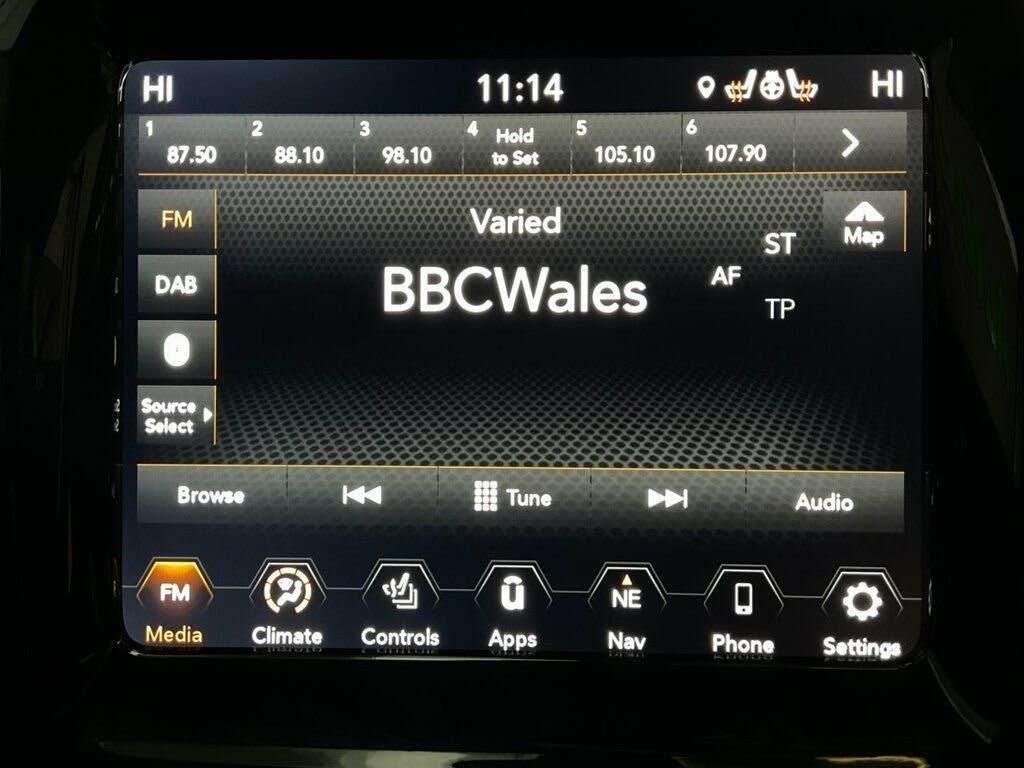 HI 11:14 HI
1 2 3 4 Hold 5 6
87.50 88.10 98.10 to Set 105.10 107.90
FM Varied Map
ST
DAB BBCWales AF
TP
Source
Select
Browse Tune Audio
FM NE
Media Climate Controls Apps Nav Phone Settings